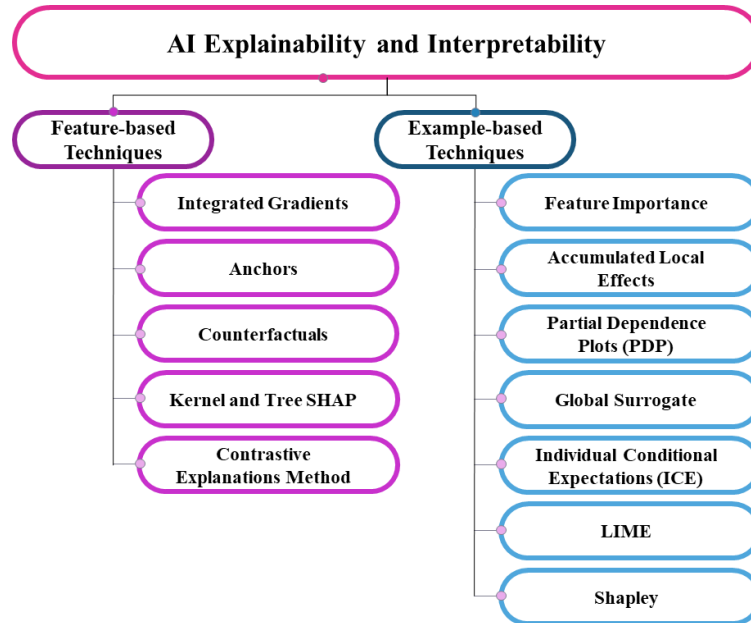 AI Explainability and Interpretability
Feature-based
Techniques
Integrated Gradients
Anchors
Counterfactuals
Kernel and Tree SHAP
Contrastive
Explanations Method
Example-based
Techniques
Feature Importance
Accumulated Local
Effects
Partial Dependence
Plots (PDP)
Global Surrogate
Individual Conditional
Expectations (ICE)
LIME
Shapley